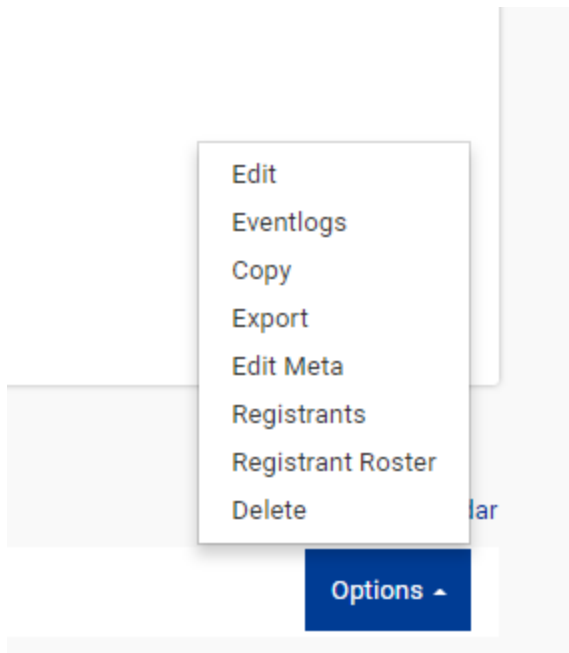 Edit
Eventlogs
Copy
Export
Edit Meta
Registrants
Registrant Roster
Delete
Options